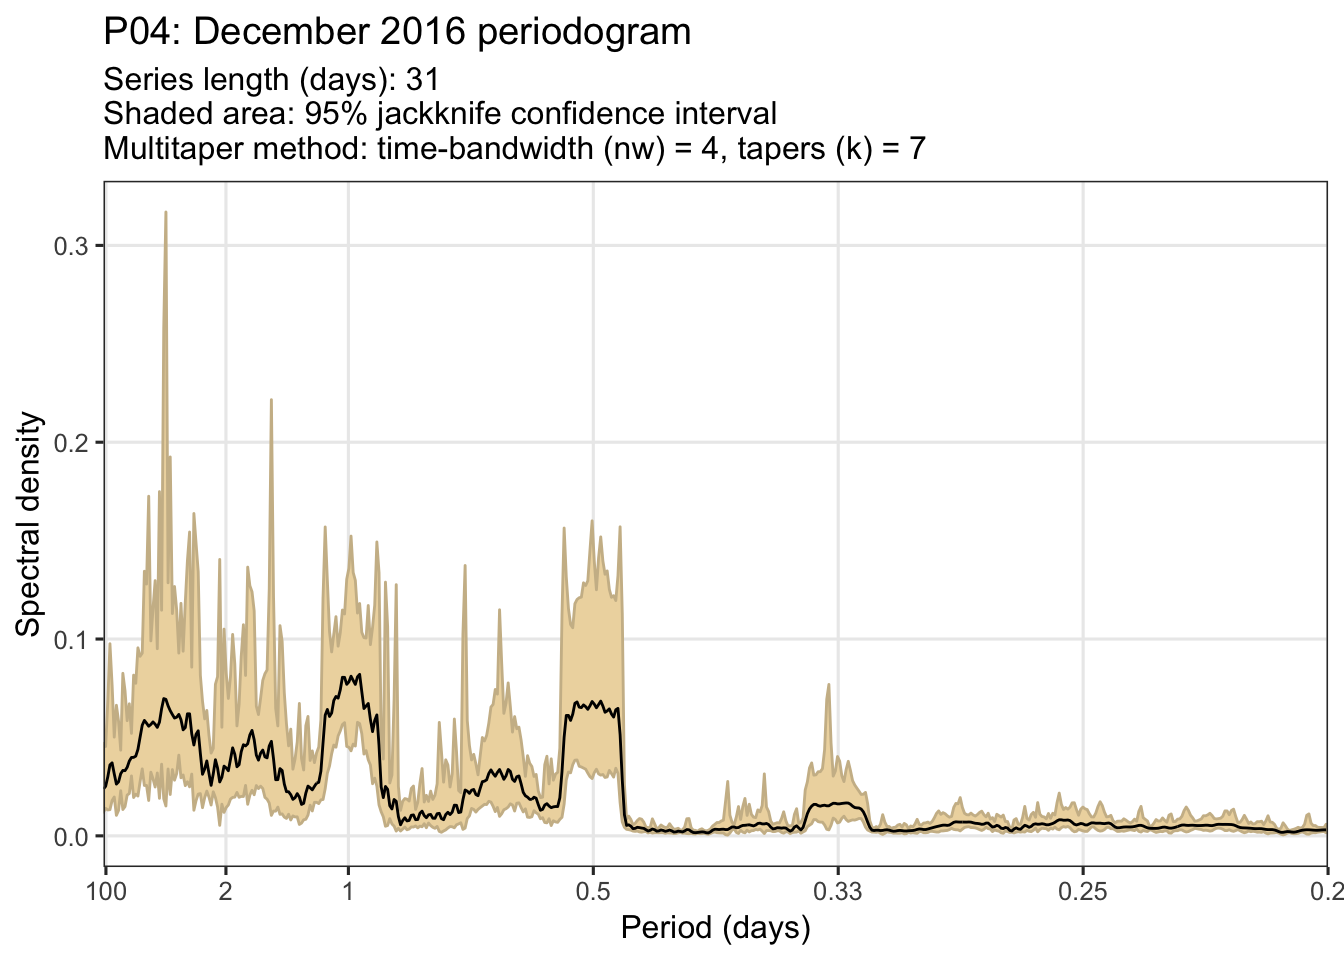 P04: December 2016 periodogram
Series length (days): 31
Shaded area: 95% jackknife confidence interval
Multitaper method: time-bandwidth (nw) = 4, tapers (k) = 7
0.3
0.2
0.1
0.0
Spectral density
100 2 1 0.5 0.33 0.25 0.2
Period (days)